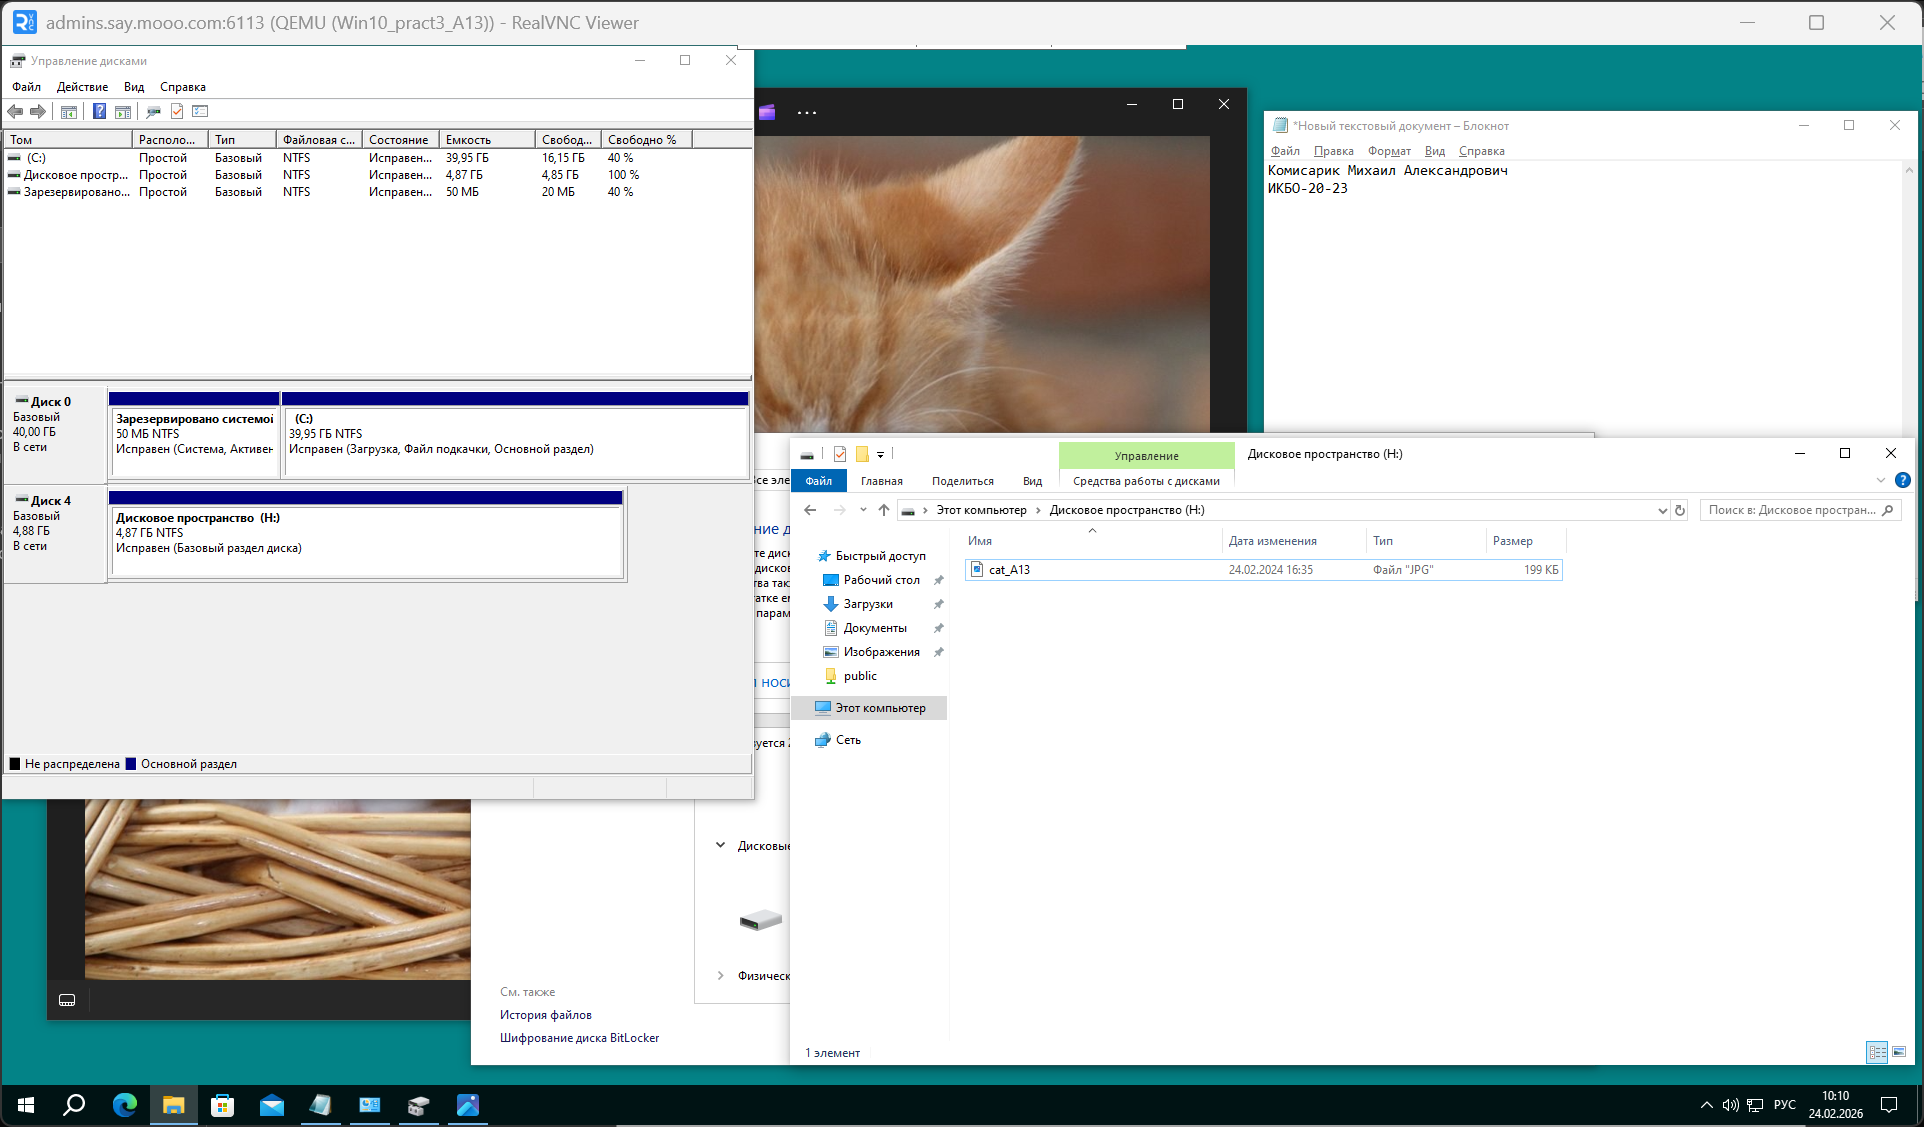 admins.say.mooo.com:6113 (QEMU (Win10_pract3_A13)) - RealVNC Viewer
Управление дисками
Файл Действие Вид Справка
Том Располо... Тип Файловая с... Состояние Емкость Свобод... Свободно %
(C:) Простой Базовый NTFS Исправен... 39,95 ГБ 16,15 ГБ 40 %
Дисковое простр... Простой Базовый NTFS Исправен... 4,87 ГБ 4,85 ГБ 100 %
Зарезервировано... Простой Базовый NTFS Исправен... 50 МБ 20 МБ 40 %
Диск 0
Базовый
40,00 ГБ
В сети
Зарезервировано системой
50 МБ NTFS
Исправен (Система, Активен
(C:)
39,95 ГБ NTFS
Исправен (Загрузка, Файл подкачки, Основной раздел)
Диск 4
Базовый
4,88 ГБ
В сети
Дисковое пространство (H:)
4,87 ГБ NTFS
Исправен (Базовый раздел диска)
Не распределена Основной раздел
*Новый текстовый документ – Блокнот
Файл Правка Формат Вид Справка
Комисарик Михаил Александрович
ИКБО-20-23
Управление Дисковое пространство (H:)
Файл Главная Поделиться Вид Средства работы с дисками
Этот компьютер Дисковое пространство (H:)
Поиск в: Дисковое простран...
Имя Дата изменения Тип Размер
cat_A13 24.02.2024 16:35 Файл "JPG" 199 КБ
Быстрый доступ
Рабочий стол
Загрузки
Документы
Изображения
public
Этот компьютер
Сеть
1 элемент
Дисковые
Физическ
См. также
История файлов
Шифрование диска BitLocker
РУС
10:10
24.02.2026